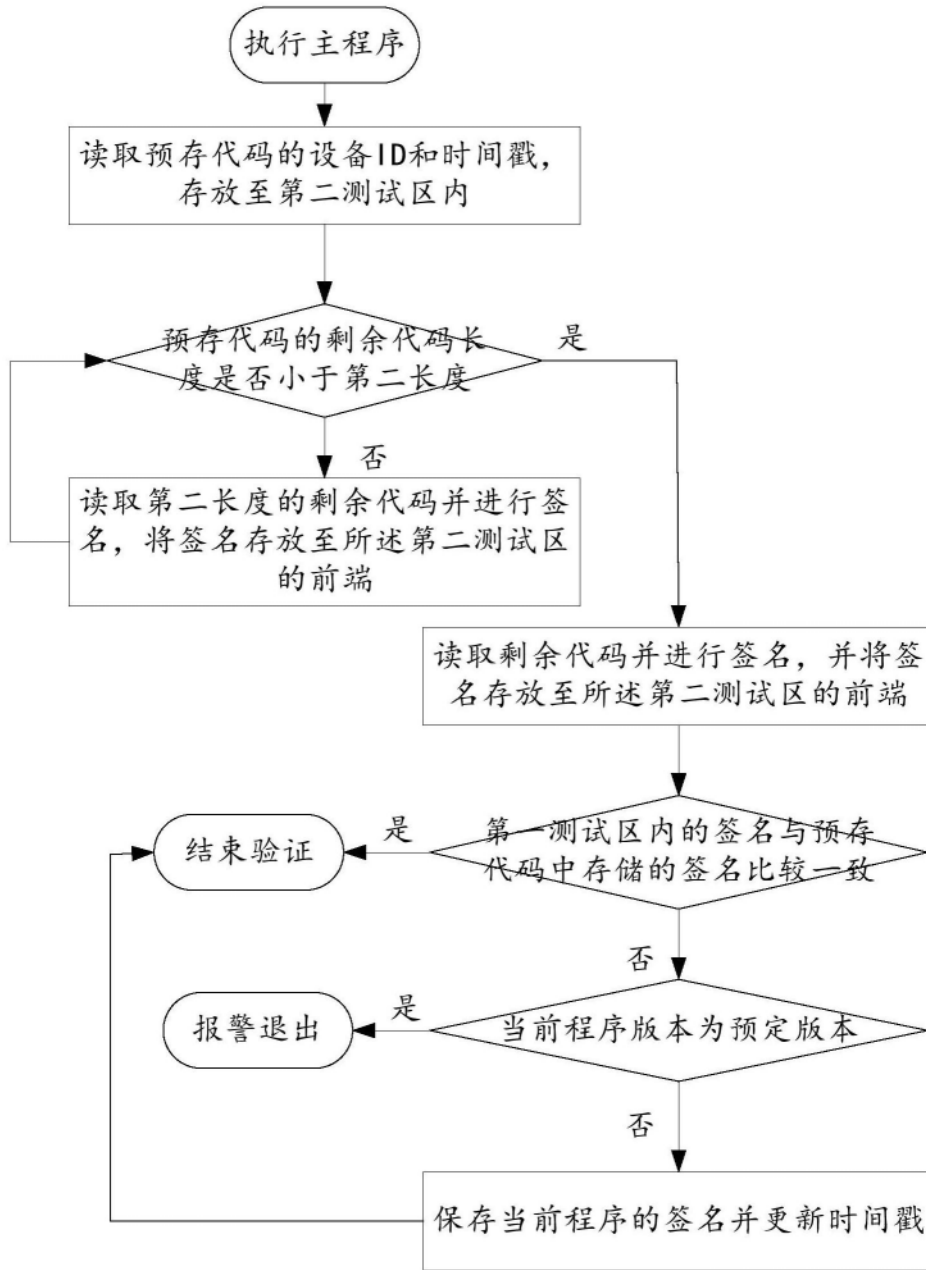 执行主程序
读取预存代码的设备ID和时间戳，
存放至第二测试区内
预存代码的剩余代码长
度是否小于第二长度
是
否
读取第二长度的剩余代码并进行签
名，将签名存放至所述第二测试区
的前端
读取剩余代码并进行签名，并将签
名存放至所述第二测试区的前端
第一测试区内的签名与预存
代码中存储的签名比较一致
是
结束验证
否
当前程序版本为预定版本
是
报警退出
否
保存当前程序的签名并更新时间戳